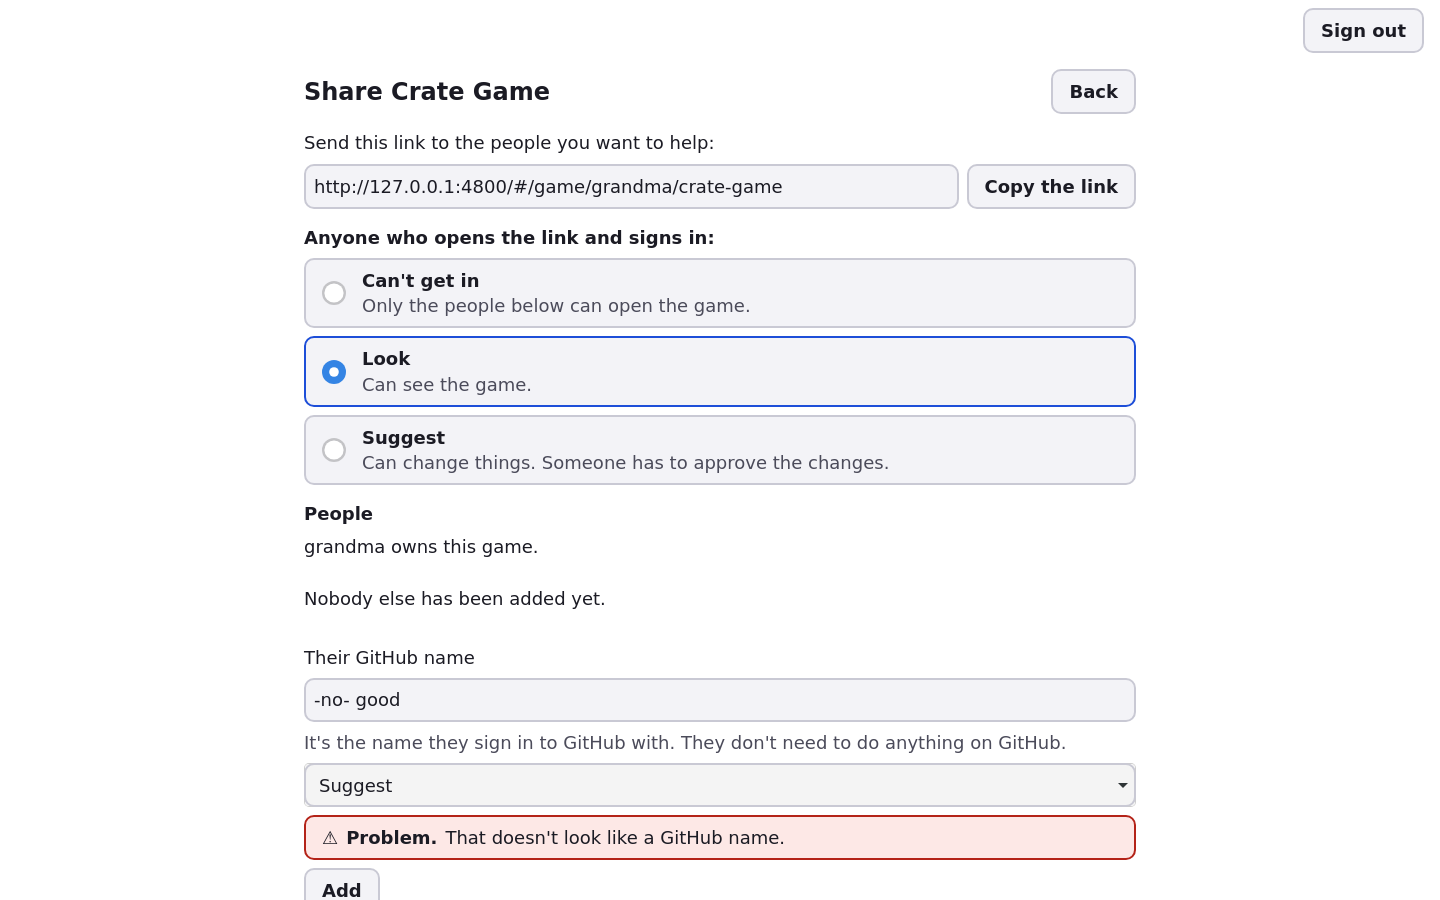 Sign out
Share Crate Game
Back
Send this link to the people you want to help:
http://127.0.0.1:4800/#/game/grandma/crate-game
Copy the link
Anyone who opens the link and signs in:
Can't get in
Only the people below can open the game.
Look
Can see the game.
Suggest
Can change things. Someone has to approve the changes.
People
grandma owns this game.
Nobody else has been added yet.
Their GitHub name
-no- good
It's the name they sign in to GitHub with. They don't need to do anything on GitHub.
Suggest
⚠ Problem. That doesn't look like a GitHub name.
Add